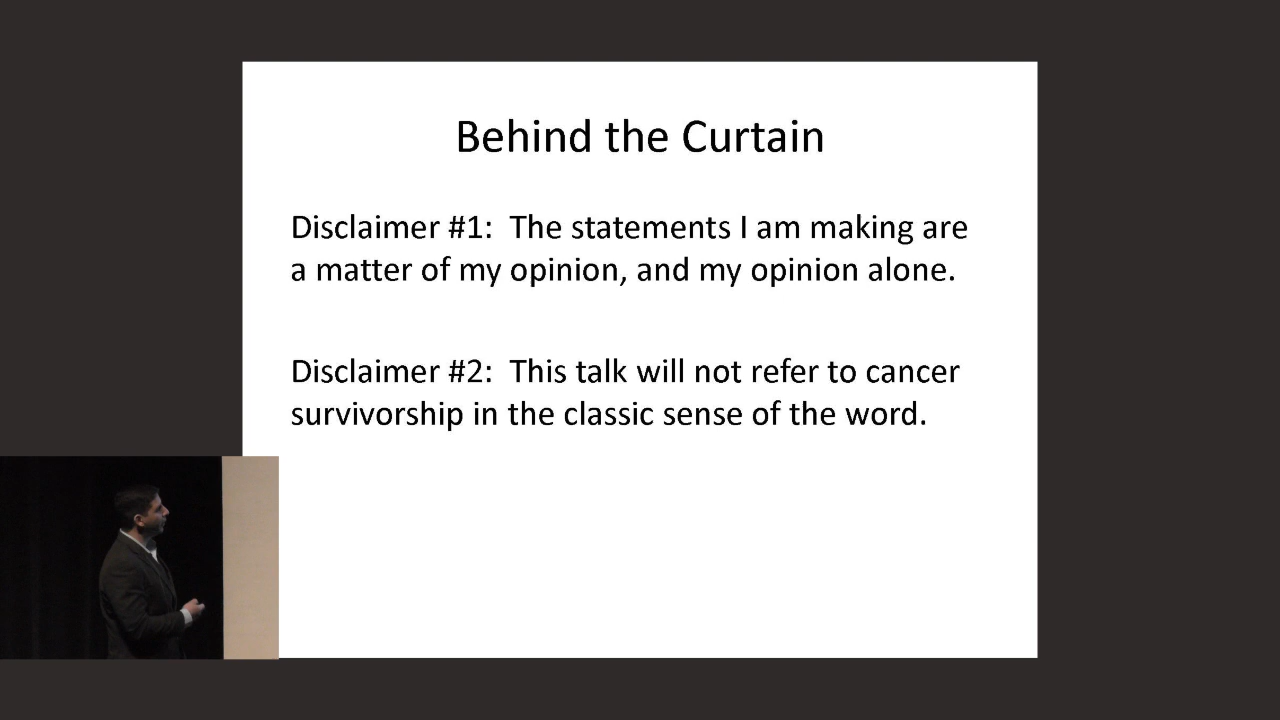 Behind the Curtain
Disclaimer #1:  The statements I am making are
a matter of my opinion, and my opinion alone.
Disclaimer #2:  This talk will not refer to cancer
survivorship in the classic sense of the word.